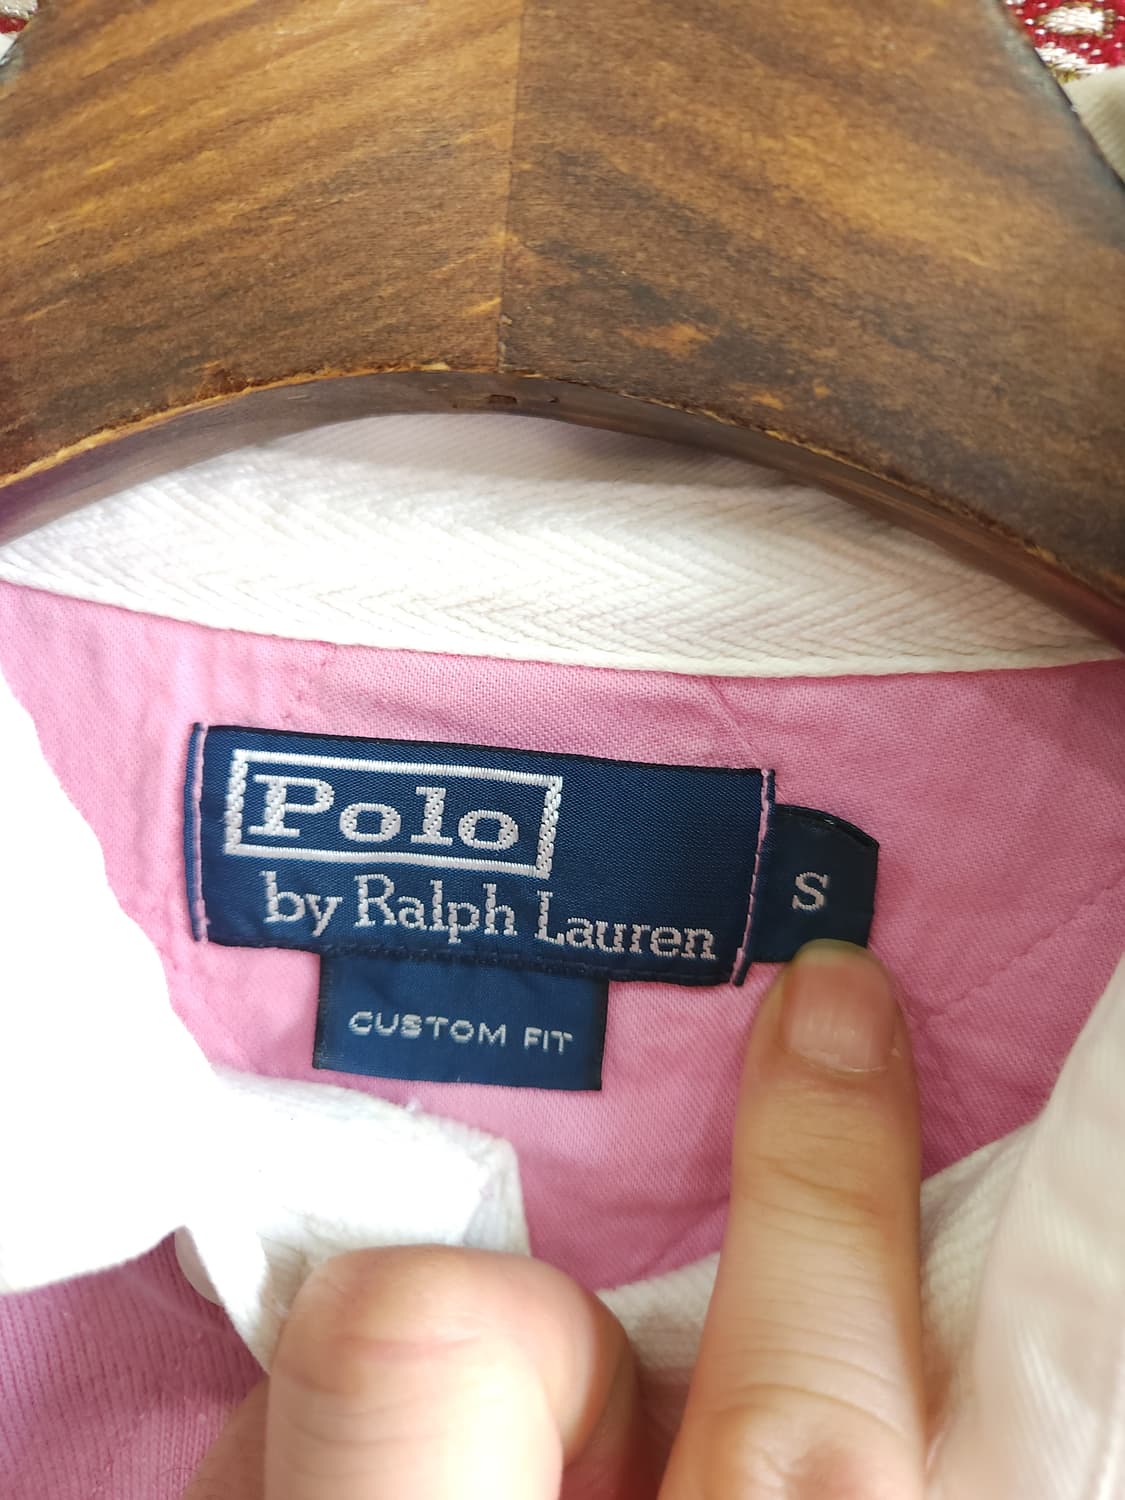 Polo
by Ralph Lauren
S
CUSTOM FIT